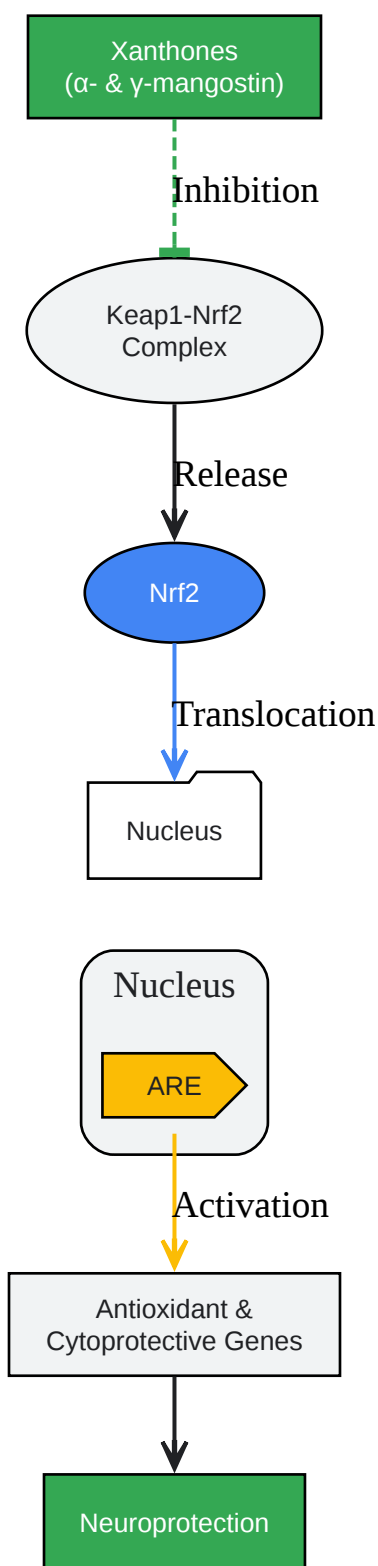 Xanthones
(α- & γ-mangostin)
Inhibition
Keap1-Nrf2
Complex
Release
Nrf2
Translocation
Nucleus
Nucleus
ARE
Activation
Antioxidant &
Cytoprotective Genes
Neuroprotection